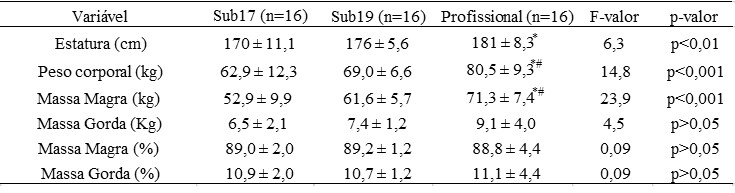 Variável Sub17 (n=16) Sub19 (n=16) Profissional (n=16) F-valor p-valor
Estatura (cm) 170 ± 11,1 176 ± 5,6 181 ± 8,3* 6,3 p<0,01
Peso corporal (kg) 62,9 ± 12,3 69,0 ± 6,6 80,5 ± 9,3*# 14,8 p<0,001
Massa Magra (kg) 52,9 ± 9,9 61,6 ± 5,7 71,3 ± 7,4*# 23,9 p<0,001
Massa Gorda (Kg) 6,5 ± 2,1 7,4 ± 1,2 9,1 ± 4,0 4,5 p>0,05
Massa Magra (%) 89,0 ± 2,0 89,2 ± 1,2 88,8 ± 4,4 0,09 p>0,05
Massa Gorda (%) 10,9 ± 2,0 10,7 ± 1,2 11,1 ± 4,4 0,09 p>0,05